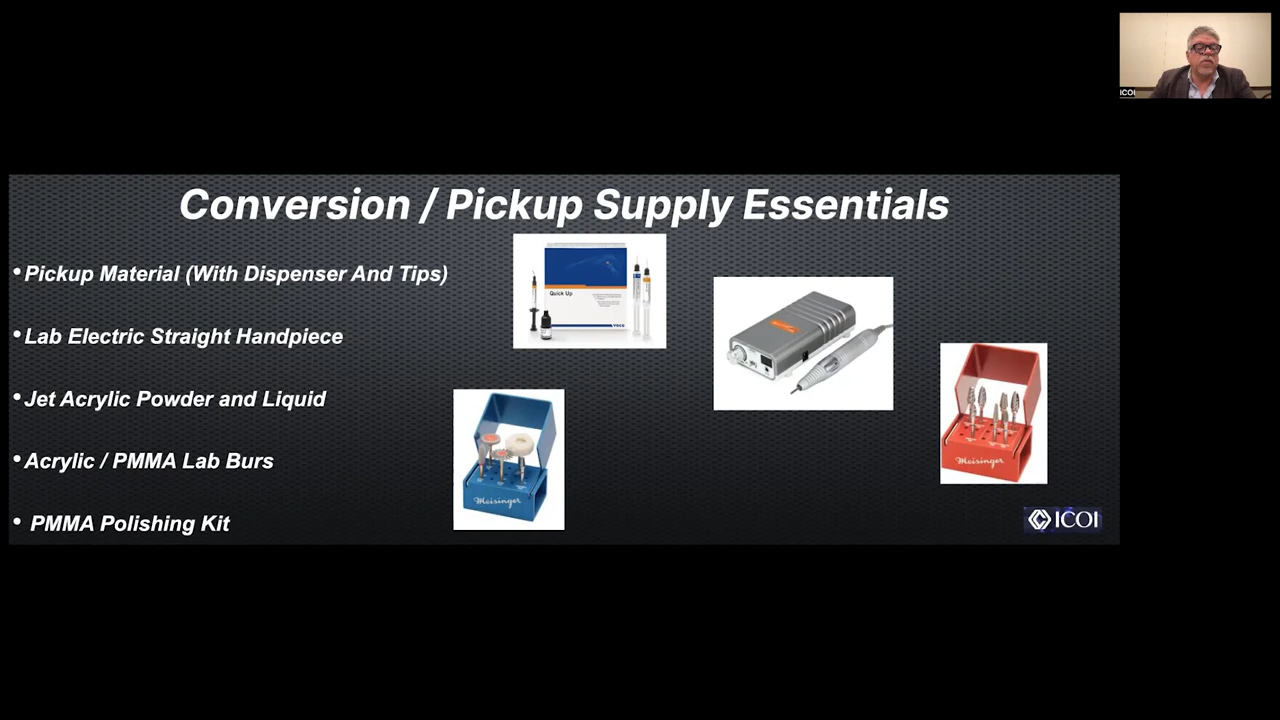 ICOI
Conversion / Pickup Supply Essentials
• Pickup Material (With Dispenser And Tips)
• Lab Electric Straight Handpiece
• Jet Acrylic Powder and Liquid
• Acrylic / PMMA Lab Burs
• PMMA Polishing Kit
Quick Up
voco
Meisinger
Meisinger
ICOI